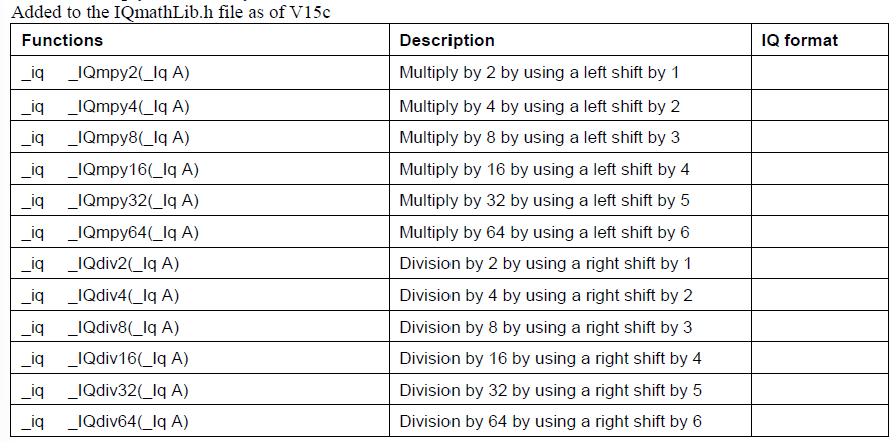 Added to the IQmathLib.h file as of V15c
Functions Description IQ format
_iq _IQmpy2(_Iq A) Multiply by 2 by using a left shift by 1
_iq _IQmpy4(_Iq A) Multiply by 4 by using a left shift by 2
_iq _IQmpy8(_Iq A) Multiply by 8 by using a left shift by 3
_iq _IQmpy16(_Iq A) Multiply by 16 by using a left shift by 4
_iq _IQmpy32(_Iq A) Multiply by 32 by using a left shift by 5
_iq _IQmpy64(_Iq A) Multiply by 64 by using a left shift by 6
_iq _IQdiv2(_Iq A) Division by 2 by using a right shift by 1
_iq _IQdiv4(_Iq A) Division by 4 by using a right shift by 2
_iq _IQdiv8(_Iq A) Division by 8 by using a right shift by 3
_iq _IQdiv16(_Iq A) Division by 16 by using a right shift by 4
_iq _IQdiv32(_Iq A) Division by 32 by using a right shift by 5
_iq _IQdiv64(_Iq A) Division by 64 by using a right shift by 6